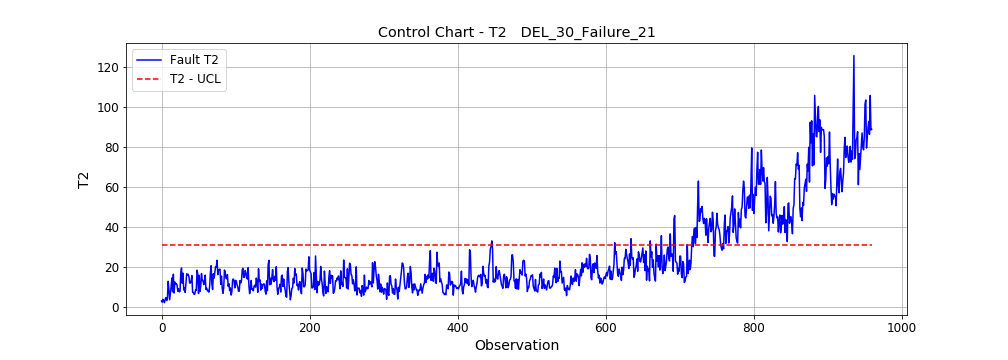 Control Chart - T2   DEL_30_Failure_21
Fault T2
T2 - UCL
120
100
80
60
40
20
0
T2
0 200 400 600 800 1000
Observation